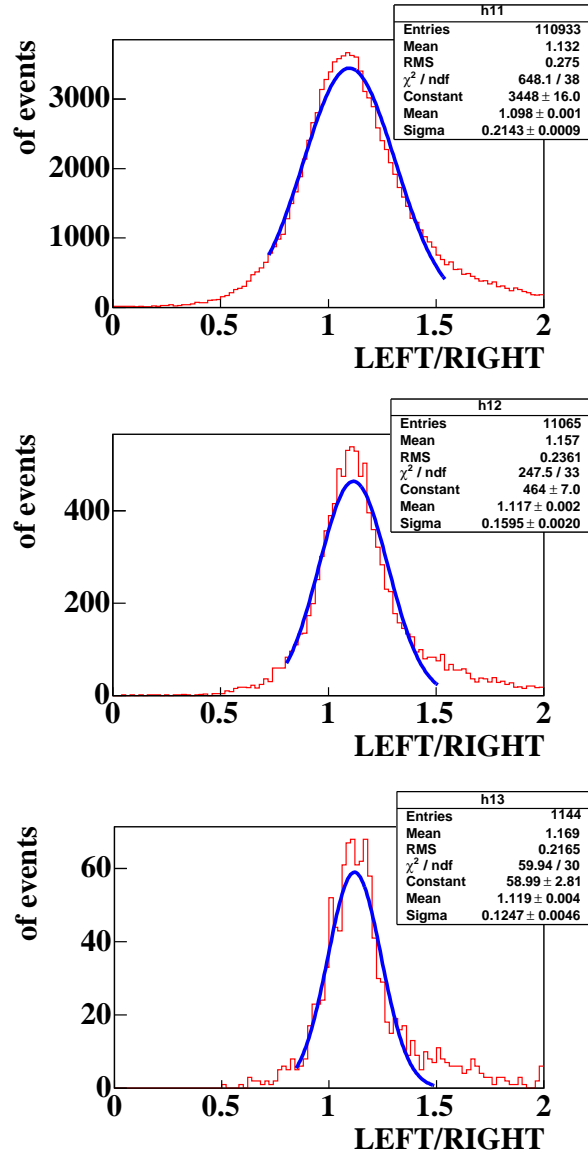 h11
Entries 110933
Mean 1.132
RMS 0.275
χ² / ndf 648.1 / 38
Constant 3448 ± 16.0
Mean 1.098 ± 0.001
Sigma 0.2143 ± 0.0009
of events
3000
2000
1000
0
0 0.5 1 1.5 2
LEFT/RIGHT
h12
Entries 11065
Mean 1.157
RMS 0.2361
χ² / ndf 247.5 / 33
Constant 464 ± 7.0
Mean 1.117 ± 0.002
Sigma 0.1595 ± 0.0020
of events
400
200
0
0 0.5 1 1.5 2
LEFT/RIGHT
h13
Entries 1144
Mean 1.169
RMS 0.2165
χ² / ndf 59.94 / 30
Constant 58.99 ± 2.81
Mean 1.119 ± 0.004
Sigma 0.1247 ± 0.0046
of events
60
40
20
0
0 0.5 1 1.5 2
LEFT/RIGHT